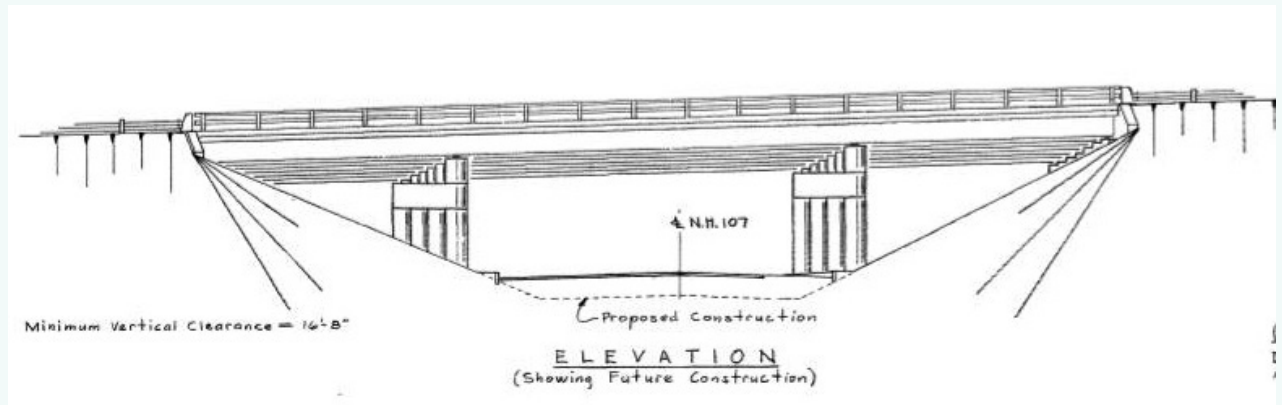 ℄ N.H. 107
Minimum Vertical Clearance = 16'-8"
Proposed Construction
ELEVATION
(Showing Future Construction)